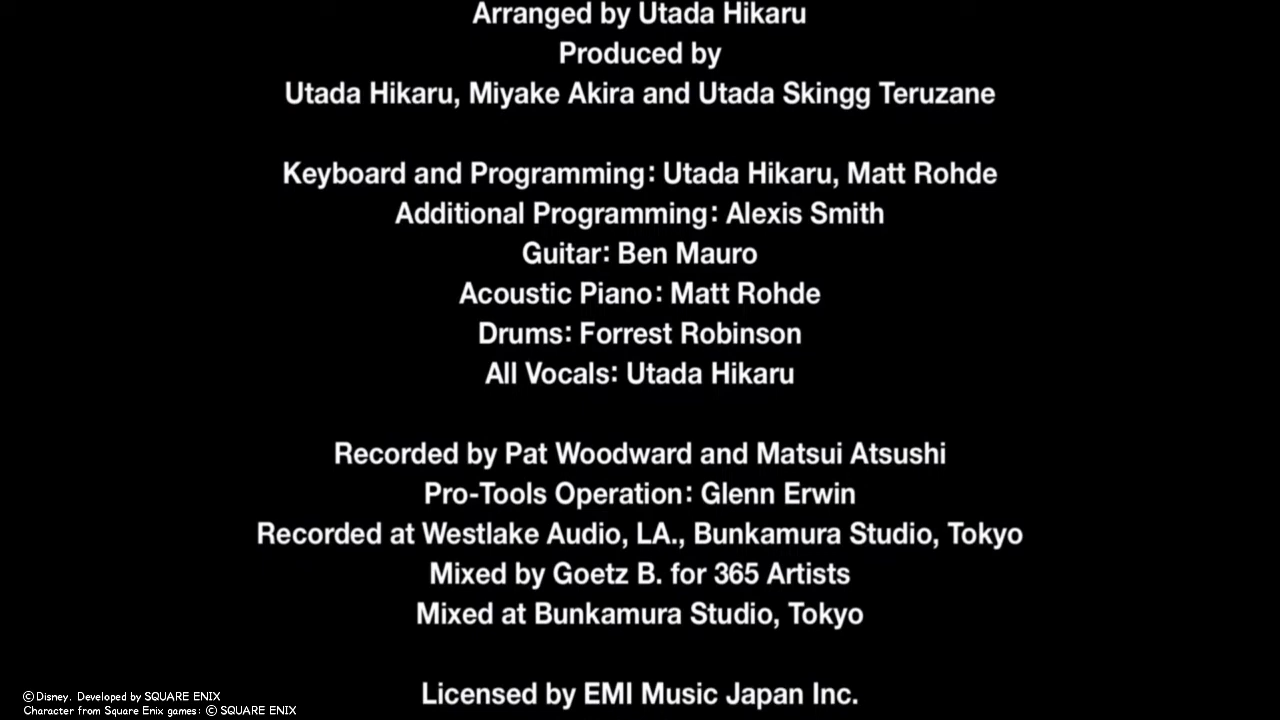 Arranged by Utada Hikaru
Produced by
Utada Hikaru, Miyake Akira and Utada Skingg Teruzane
Keyboard and Programming: Utada Hikaru, Matt Rohde
Additional Programming: Alexis Smith
Guitar: Ben Mauro
Acoustic Piano: Matt Rohde
Drums: Forrest Robinson
All Vocals: Utada Hikaru
Recorded by Pat Woodward and Matsui Atsushi
Pro-Tools Operation: Glenn Erwin
Recorded at Westlake Audio, LA., Bunkamura Studio, Tokyo
Mixed by Goetz B. for 365 Artists
Mixed at Bunkamura Studio, Tokyo
Licensed by EMI Music Japan Inc.
©Disney. Developed by SQUARE ENIX
Character from Square Enix games: © SQUARE ENIX